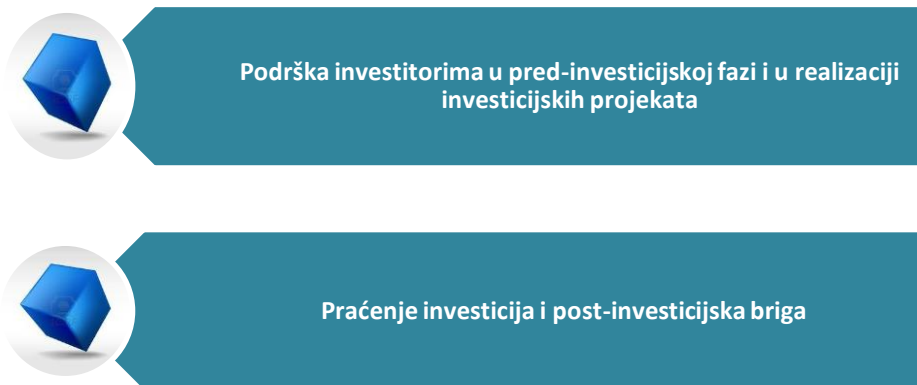 Podrška investitorima u pred-investicijskoj fazi i u realizaciji
investicijskih projekata
Praćenje investicija i post-investicijska briga